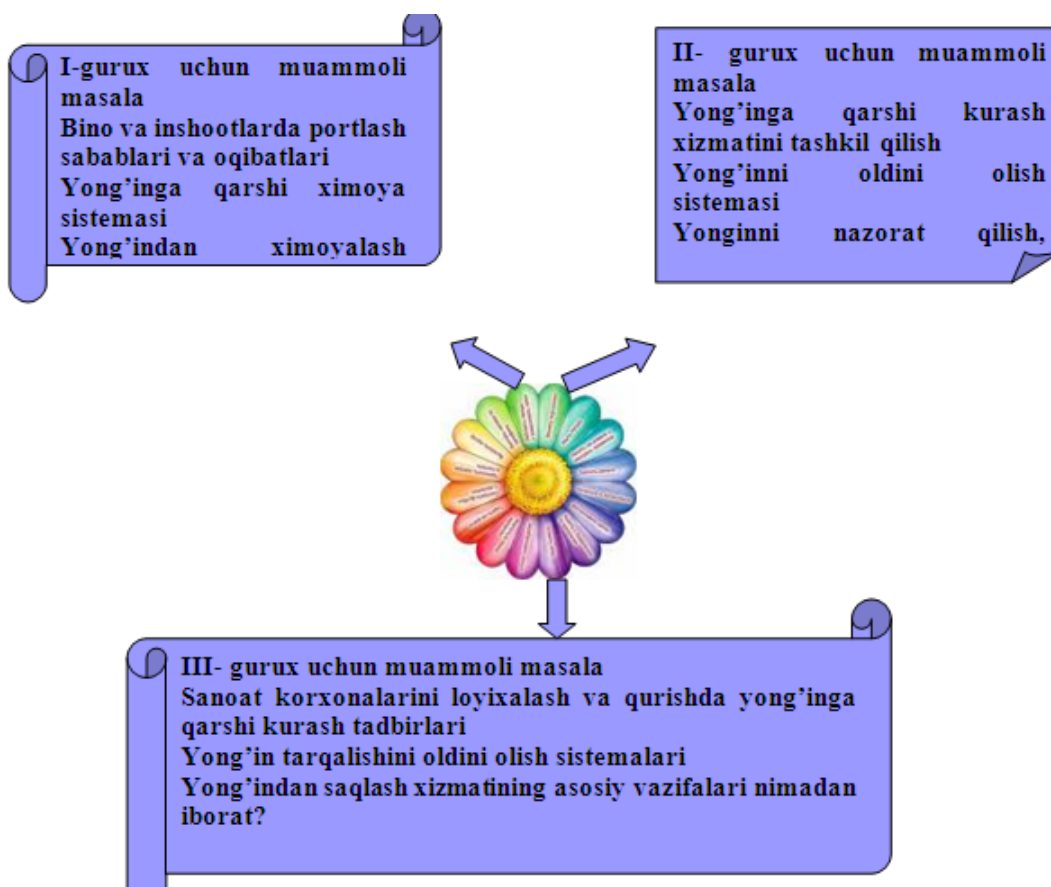 I-gurux uchun muammoli
masala
Bino va inshootlarda portlash
sabablari va oqibatlari
Yong’inga qarshi ximoya
sistemasi
Yong’indan ximoyalash
II- gurux uchun muammoli
masala
Yong’inga qarshi kurash
xizmatini tashkil qilish
Yong’inni oldini olish
sistemasi
Yonginni nazorat qilish,
III- gurux uchun muammoli masala
Sanoat korxonalarini loyixalash va qurishda yong’inga
qarshi kurash tadbirlari
Yong’in tarqalishini oldini olish sistemalari
Yong’indan saqlash xizmatining asosiy vazifalari nimadan
iborat?